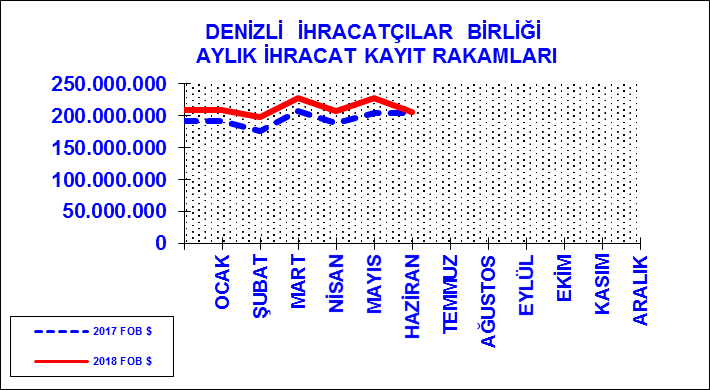 DENİZLİ İHRACATÇILAR BİRLİĞİ
AYLIK İHRACAT KAYIT RAKAMLARI
250.000.000
200.000.000
150.000.000
100.000.000
50.000.000
0
OCAK
ŞUBAT
MART
NİSAN
MAYIS
HAZİRAN
TEMMUZ
AĞUSTOS
EYLÜL
EKİM
KASIM
ARALIK
2017 FOB $
2018 FOB $